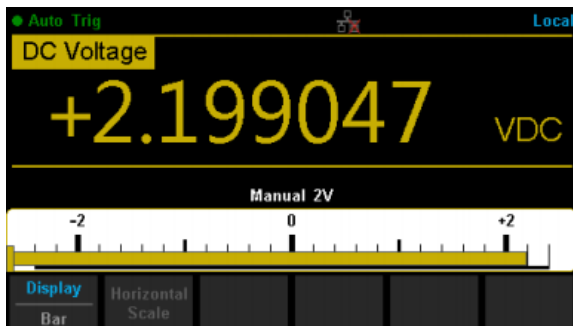 Auto Trig Local
DC Voltage
+2.199047 VDC
Manual 2V
-2 0 +2
Display Horizontal
Bar Scale